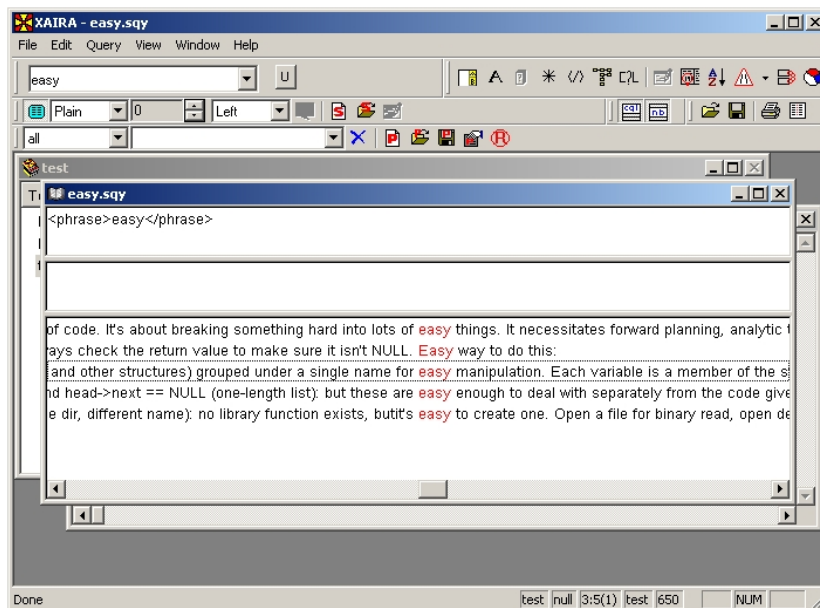 XAIRA - easy.sqy
File Edit Query View Window Help
easy U A
Plain 0 Left S cql nb
all P R
test
easy.sqy
<phrase>easy</phrase>
of code. It's about breaking something hard into lots of easy things. It necessitates forward planning, analytic
ays check the return value to make sure it isn't NULL. Easy way to do this:
and other structures) grouped under a single name for easy manipulation. Each variable is a member of the s
nd head->next == NULL (one-length list): but these are easy enough to deal with separately from the code give
e dir, different name): no library function exists, butit's easy to create one. Open a file for binary read, open de
Done test null 3:5(1) test 650 NUM